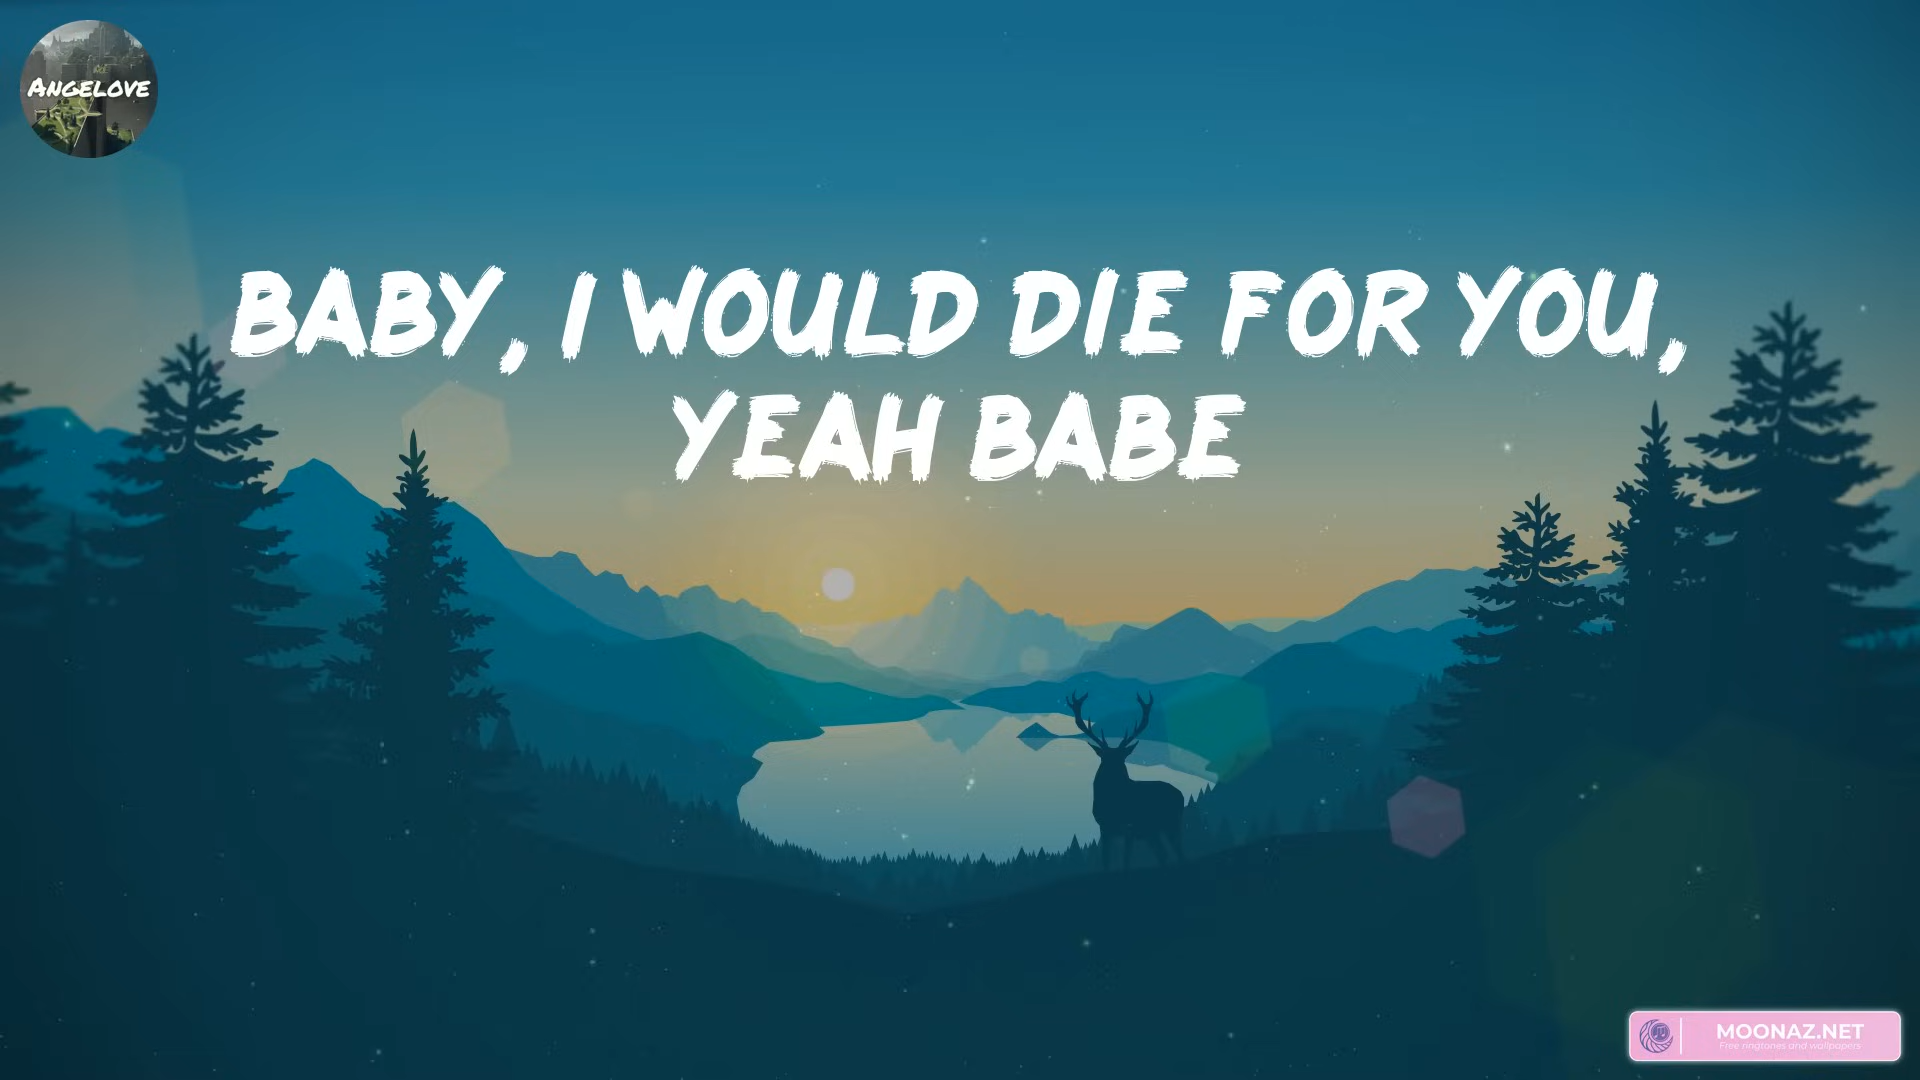 ANGELOVE
BABY, I WOULD DIE FOR YOU,
YEAH BABE
MOONAZ.NET
Free ringtones and wallpapers